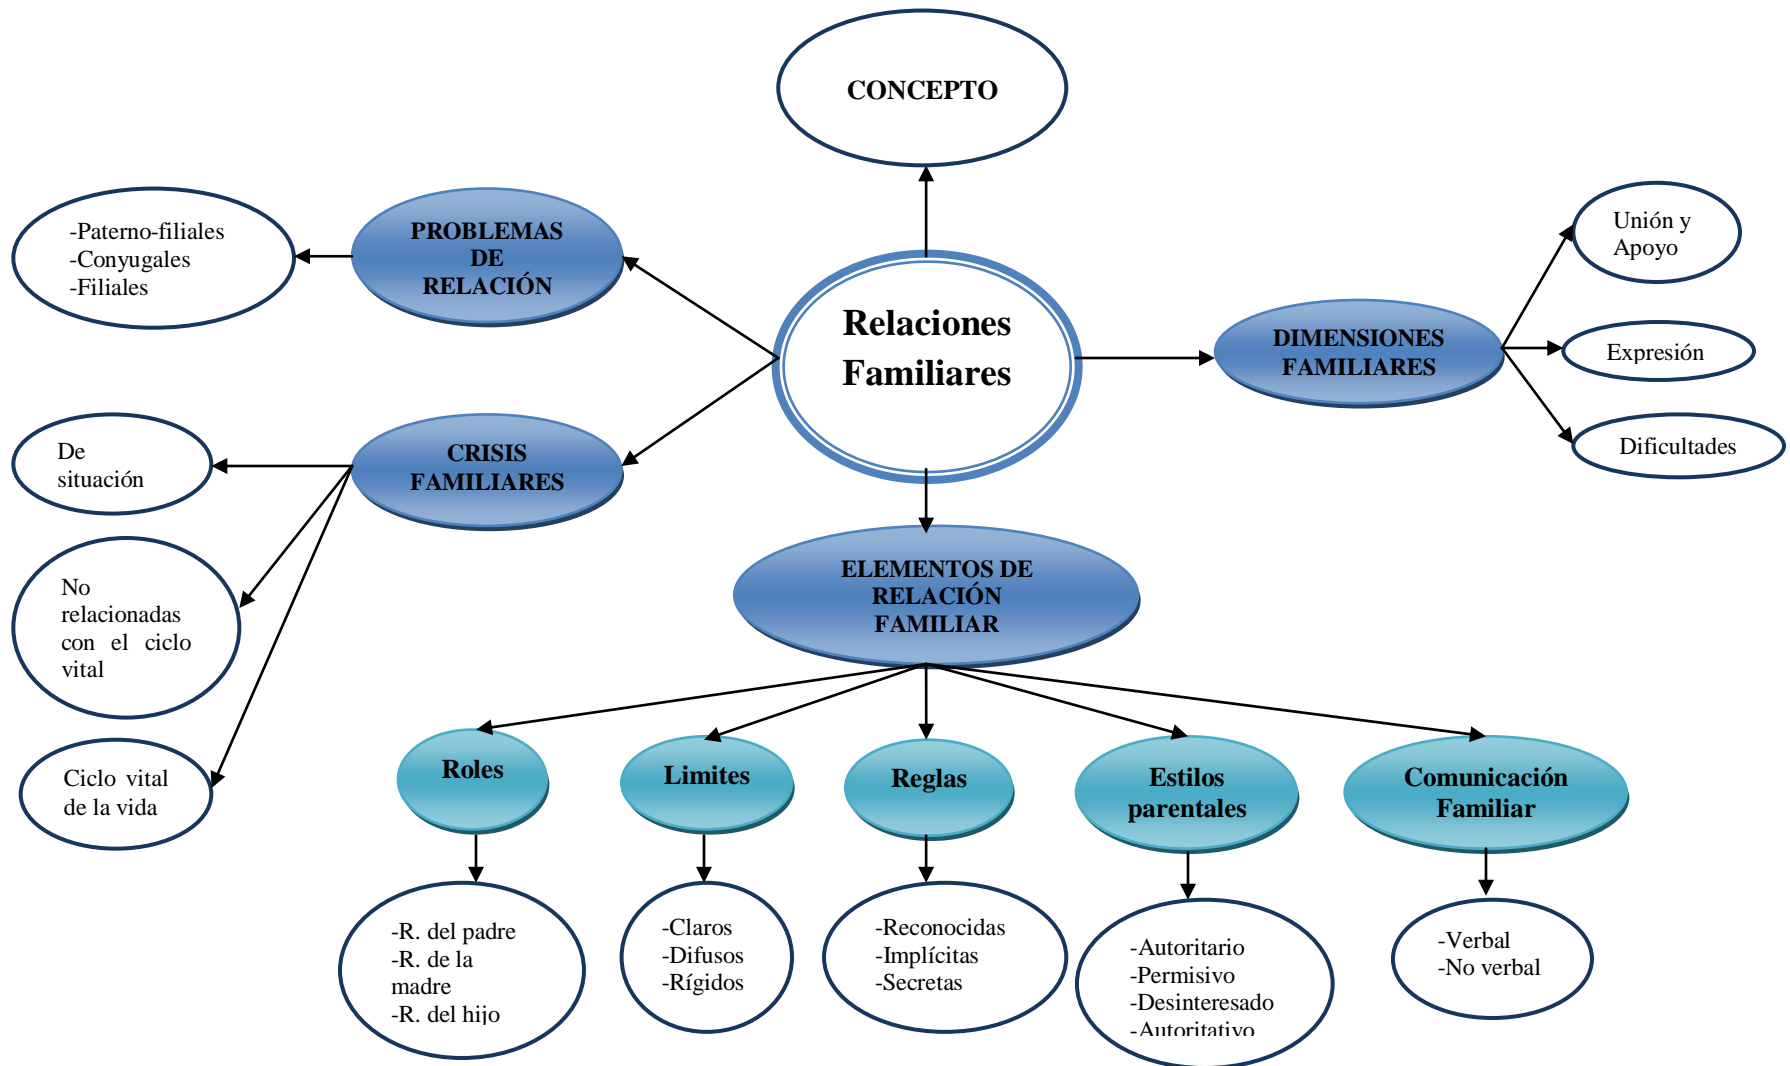 CONCEPTO
PROBLEMAS
DE
RELACIÓN
-Paterno-filiales
-Conyugales
-Filiales
Relaciones
Familiares
DIMENSIONES
FAMILIARES
Unión y
Apoyo
Expresión
Dificultades
CRISIS
FAMILIARES
De
situación
No
relacionadas
con el ciclo
vital
Ciclo vital
de la vida
ELEMENTOS DE
RELACIÓN
FAMILIAR
Roles
Limites
Reglas
Estilos
parentales
Comunicación
Familiar
-R. del padre
-R. de la
madre
-R. del hijo
-Claros
-Difusos
-Rígidos
-Reconocidas
-Implícitas
-Secretas
-Autoritario
-Permisivo
-Desinteresado
-Autoritativo
-Verbal
-No verbal